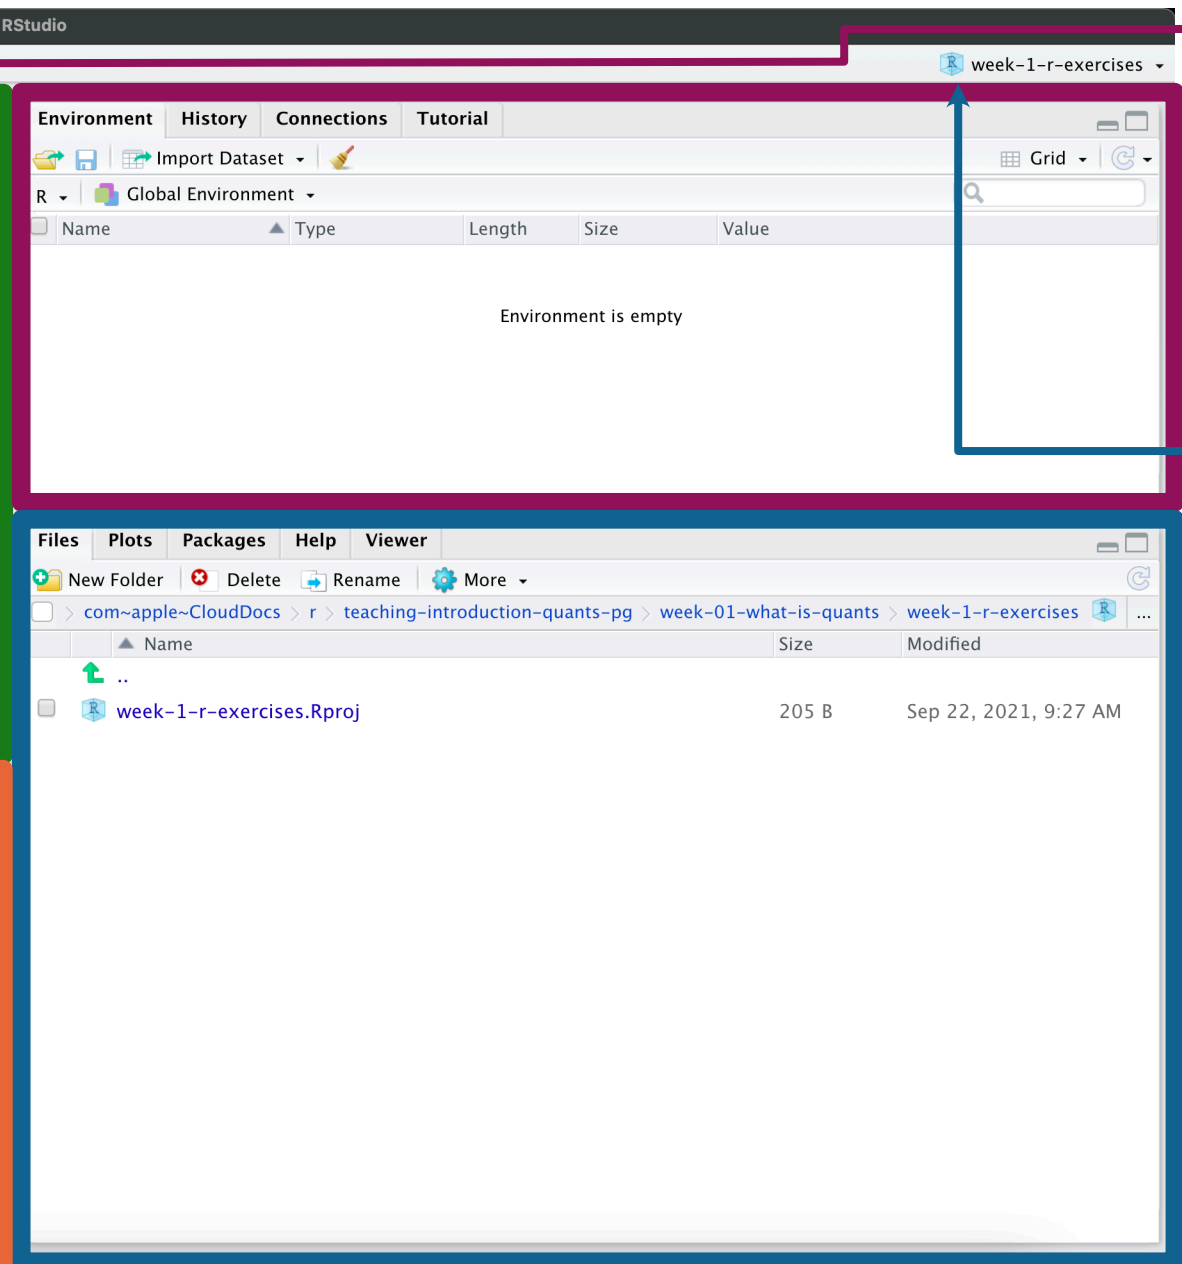 RStudio
R week-1-r-exercises
Environment History Connections Tutorial
Import Dataset Grid
R Global Environment
Name Type Length Size Value
Environment is empty
Files Plots Packages Help Viewer
New Folder Delete Rename More
com~apple~CloudDocs > r > teaching-introduction-quants-pg > week-01-what-is-quants > week-1-r-exercises R ...
Name Size Modified
..
R week-1-r-exercises.Rproj 205 B Sep 22, 2021, 9:27 AM